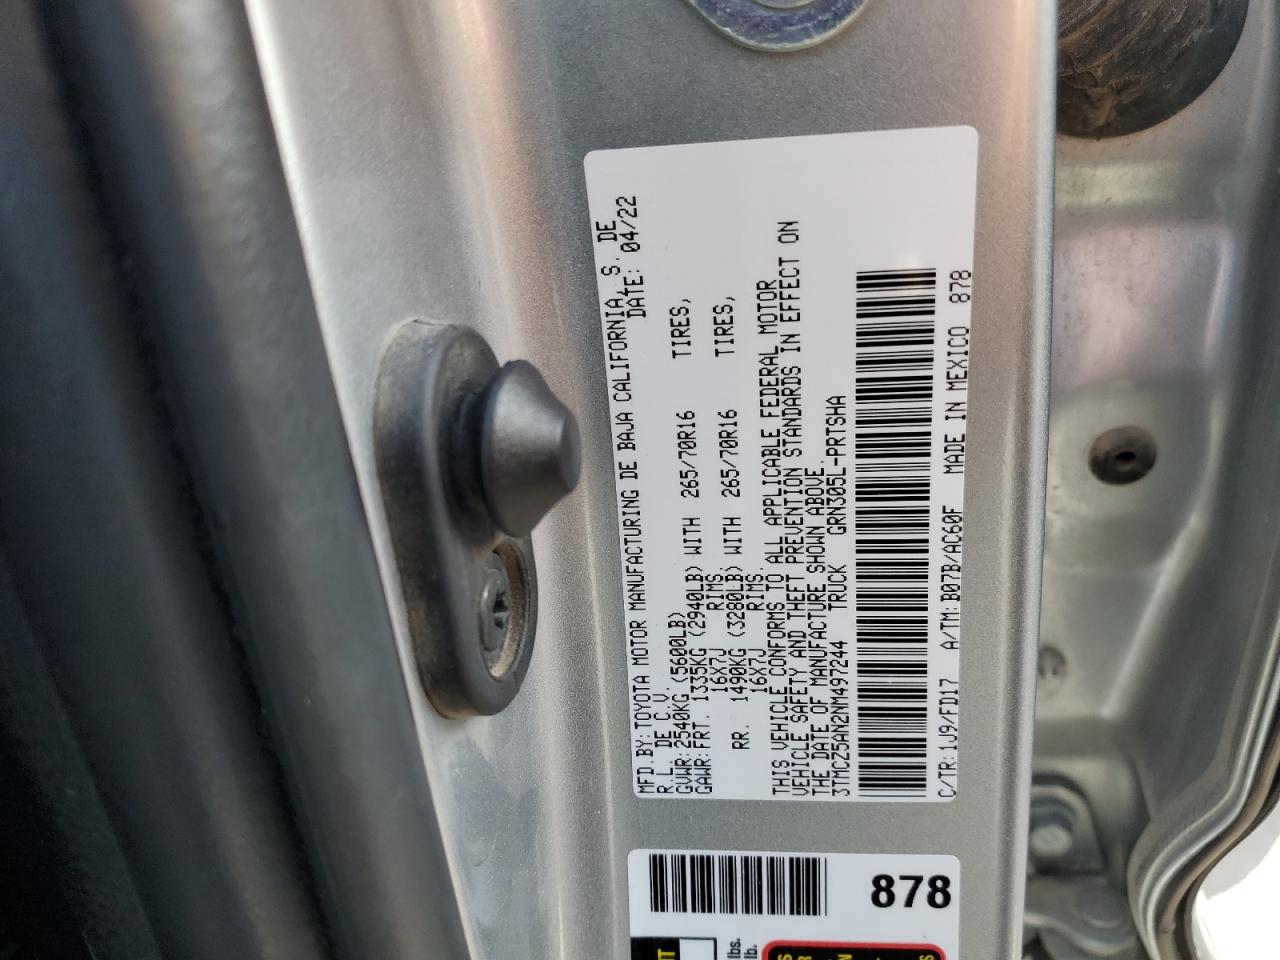 MFD.BY:TOYOTA MOTOR MANUFACTURING DE BAJA CALIFORNIA, S. DE
R.L. DE C.V. DATE: 04/22
GVWR:2540KG (5600LB)
GAWR:FRT. 1335KG (2940LB) WITH 265/70R16 TIRES,
16X7J RIMS,
RR. 1490KG (3280LB) WITH 265/70R16 TIRES,
16X7J RIMS.
THIS VEHICLE CONFORMS TO ALL APPLICABLE FEDERAL MOTOR
VEHICLE SAFETY AND THEFT PREVENTION STANDARDS IN EFFECT ON
THE DATE OF MANUFACTURE SHOWN ABOVE.
3TMCZ5AN2NM497244 TRUCK GRN305L-PRTSHA
C/TR:1J9/FD17 A/TM:B07B/AC60F MADE IN MEXICO 878
878
lbs.
lb.